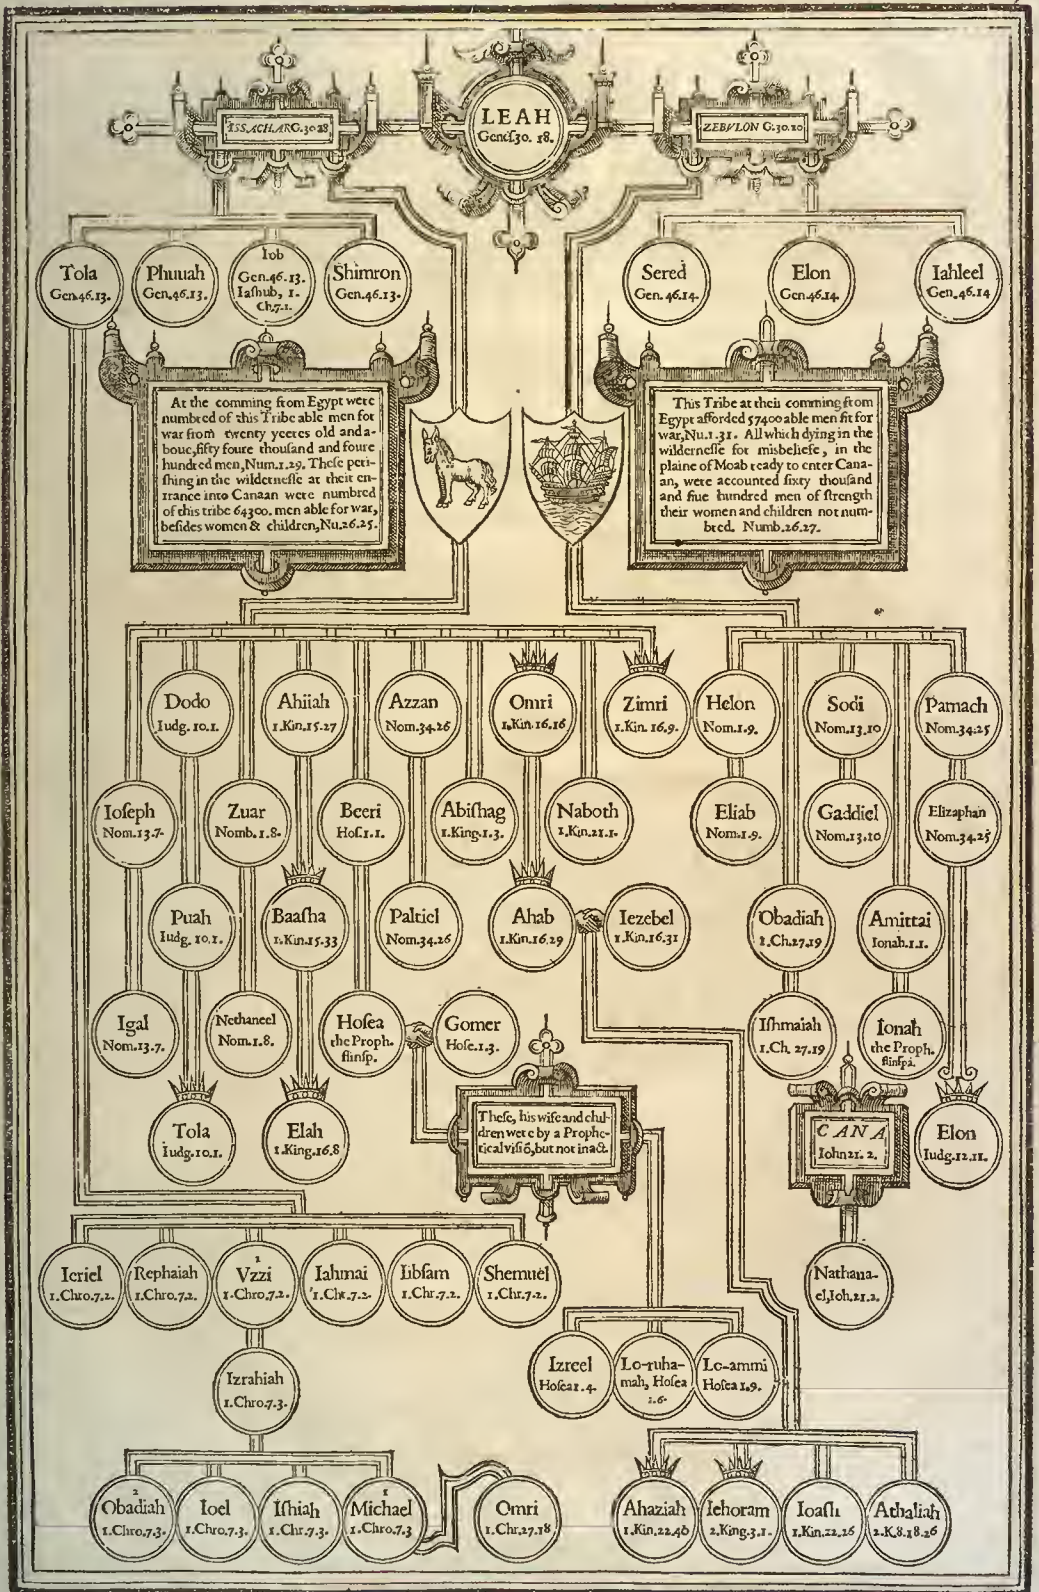 LEAH
Genes.30. 18.
ISSACHAR G.30.18
ZEBVLON G.30.20
Tola
Gen.46.13.
Phuuah
Gen.46.13.
Iob
Gen.46.13.
Iaſhub, 1.
Ch.7.1.
Shimron
Gen.46.13.
Sered
Gen.46.14.
Elon
Gen.46.14.
Iahleel
Gen.46.14
At the comming from Egypt were
numbred of this Tribe able men for
war from twenty yeeres old and a-
boue, fifty foure thouſand and foure
hundred men, Num.1.29. Theſe peri-
ſhing in the wilderneſſe at their en-
trance into Canaan were numbred
of this tribe 64300. men able for war,
beſides women & children, Nu.26.25.
This Tribe at their comming from
Egypt afforded 57400 able men fit for
war, Nu.1.31. All which dying in the
wilderneſſe for misbeliefe, in the
plaine of Moab ready to enter Cana-
an, were accounted ſixty thouſand
and fiue hundred men of ſtrength
their women and children not num-
bred. Numb.26.27.
Dodo
Iudg. 10.1.
Ahiiah
1.Kin.15.27
Azzan
Nom.34.26
Omri
1.Kin.16.16
Zimri
1.Kin. 16.9.
Helon
Nom.1.9.
Sodi
Nom.13.10
Parnach
Nom.34.25
Ioſeph
Nom.13.7.
Zuar
Nomb.1.8.
Beeri
Hoſ.1.1.
Abiſhag
1.King.1.3.
Naboth
1.Kin.21.1.
Eliab
Nom.1.9.
Gaddiel
Nom.13.10
Elizaphan
Nom.34.25
Puah
Iudg. 10.1.
Baaſha
1.Kin.15.33
Paltiel
Nom.34.26
Ahab
1.Kin.16.29
Iezebel
1.Kin.16.31
Obadiah
1.Ch.27.19
Amittai
Ionah.1.1.
Igal
Nom.13.7.
Nethaneel
Nom.1.8.
Hoſea
the Proph.
Gomer
Hoſe.1.3.
Iſhmaiah
1.Ch. 27.19
Ionah
the Proph.
Tola
Iudg.10.1.
Elah
1.King.16.8
Theſe, his wife and chil-
dren were by a Prophe-
tical viſiõ, but not in act.
CANA
Iohn 21. 2.
Elon
Iudg.12.11.
Ieriel
1.Chro.7.2.
Rephaiah
1.Chro.7.2.
1
Vzzi
1.Chro.7.2.
Iahmai
1.Chr.7.2.
Iibſam
1.Chr.7.2.
Shemuel
1.Chr.7.2.
Nathana-
el, Ioh.21.2.
Izrahiah
1.Chro.7.3.
Izreel
Hoſea 1.4.
Lo-ruha-
mah, Hoſea
1.6.
Lo-ammi
Hoſea 1.9.
2
Obadiah
1.Chro.7.3.
Ioel
1.Chro.7.3.
Iſhiah
1.Chr.7.3.
1
Michael
1.Chro.7.3
Omri
1.Chr.27.18
Ahaziah
1.Kin.22.40
Iehoram
2.King.3.1.
Ioaſh
1.Kin.22.26
Athaliah
2.K.8.18.26